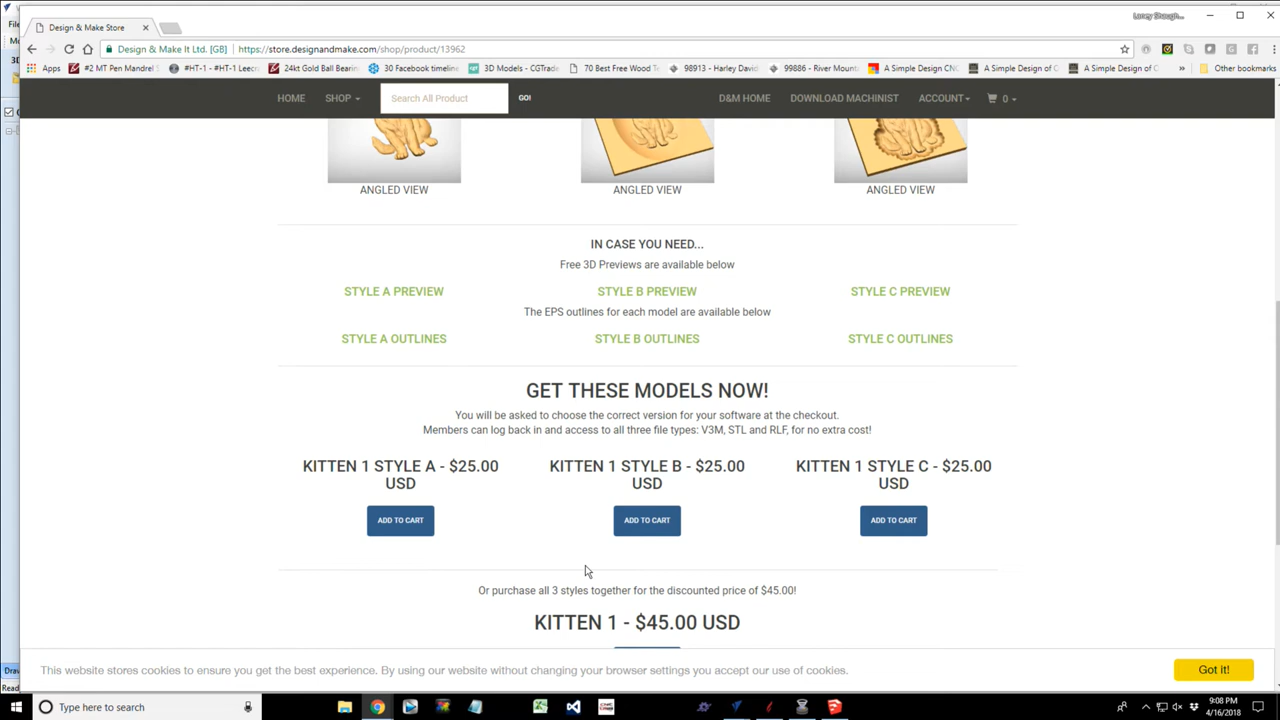 Design & Make Store
Loney Shaugh...
Design & Make It Ltd. [GB]
https://store.designandmake.com/shop/product/13962
Apps
#2 MT Pen Mandrel S
#HT-1 - #HT-1 Leecra
24kt Gold Ball Bearin
30 Facebook timeline
3D Models - CGTrade
70 Best Free Wood T
98913 - Harley David
99886 - River Mount
A Simple Design CNC
A Simple Design of C
A Simple Design of C
»
Other bookmarks
HOME
SHOP
Search All Product
GO!
D&M HOME
DOWNLOAD MACHINIST
ACCOUNT
0
ANGLED VIEW
ANGLED VIEW
ANGLED VIEW
IN CASE YOU NEED...
Free 3D Previews are available below
STYLE A PREVIEW
STYLE B PREVIEW
STYLE C PREVIEW
The EPS outlines for each model are available below
STYLE A OUTLINES
STYLE B OUTLINES
STYLE C OUTLINES
GET THESE MODELS NOW!
You will be asked to choose the correct version for your software at the checkout.
Members can log back in and access to all three file types: V3M, STL and RLF, for no extra cost!
KITTEN 1 STYLE A - $25.00
USD
KITTEN 1 STYLE B - $25.00
USD
KITTEN 1 STYLE C - $25.00
USD
ADD TO CART
ADD TO CART
ADD TO CART
Or purchase all 3 styles together for the discounted price of $45.00!
KITTEN 1 - $45.00 USD
This website stores cookies to ensure you get the best experience. By using our website without changing your browser settings you accept our use of cookies.
Got it!
Type here to search
9:08 PM
4/16/2018